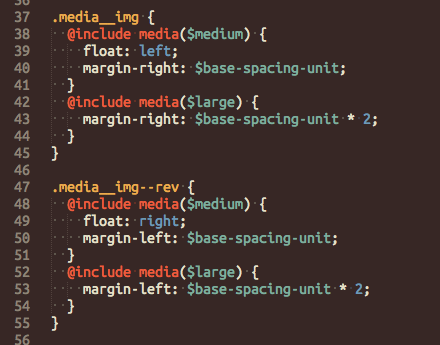 37 .media__img {
38 @include media($medium) {
39 float: left;
40 margin-right: $base-spacing-unit;
41 }
42 @include media($large) {
43 margin-right: $base-spacing-unit * 2;
44 }
45 }
46
47 .media__img--rev {
48 @include media($medium) {
49 float: right;
50 margin-left: $base-spacing-unit;
51 }
52 @include media($large) {
53 margin-left: $base-spacing-unit * 2;
54 }
55 }
56